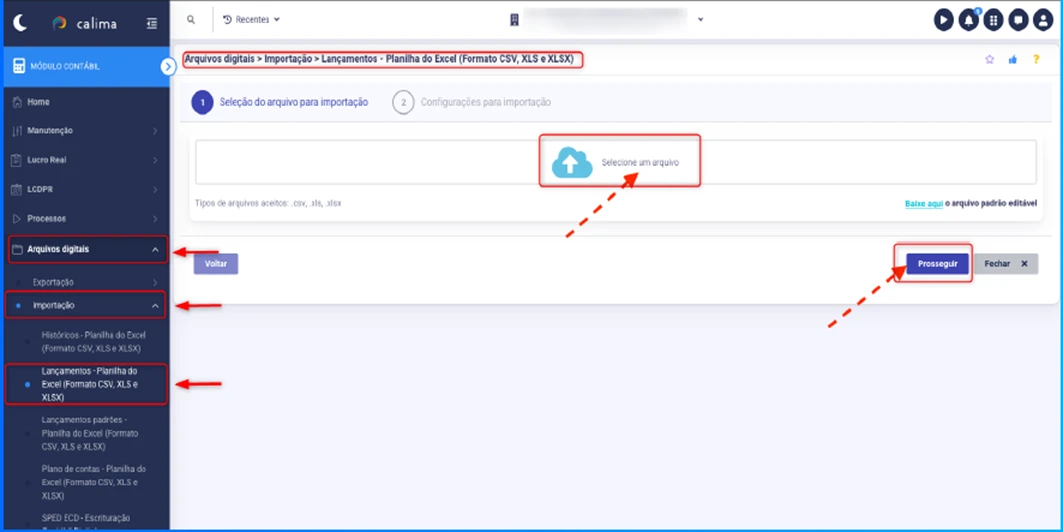 calima
Recentes
MÓDULO CONTÁBIL
Arquivos digitais > Importação > Lançamentos - Planilha do Excel (Formato CSV, XLS e XLSX)
?
1 Seleção do arquivo para importação
2 Configurações para importação
Home
Manutenção
Lucro Real
LCDPR
Processos
Arquivos digitais
Exportação
Importação
Históricos - Planilha do Excel
(Formato CSV, XLS e XLSX)
Lançamentos - Planilha do
Excel (Formato CSV, XLS e
XLSX)
Lançamentos padrões -
Planilha do Excel (Formato
CSV, XLS e XLSX)
Plano de contas - Planilha do
Excel (Formato CSV, XLS e
XLSX)
SPED ECD - Escrituração
Selecione um arquivo
Tipos de arquivos aceitos: .csv, .xls, .xlsx
Baixe aqui o arquivo padrão editável
Voltar
Prosseguir
Fechar X